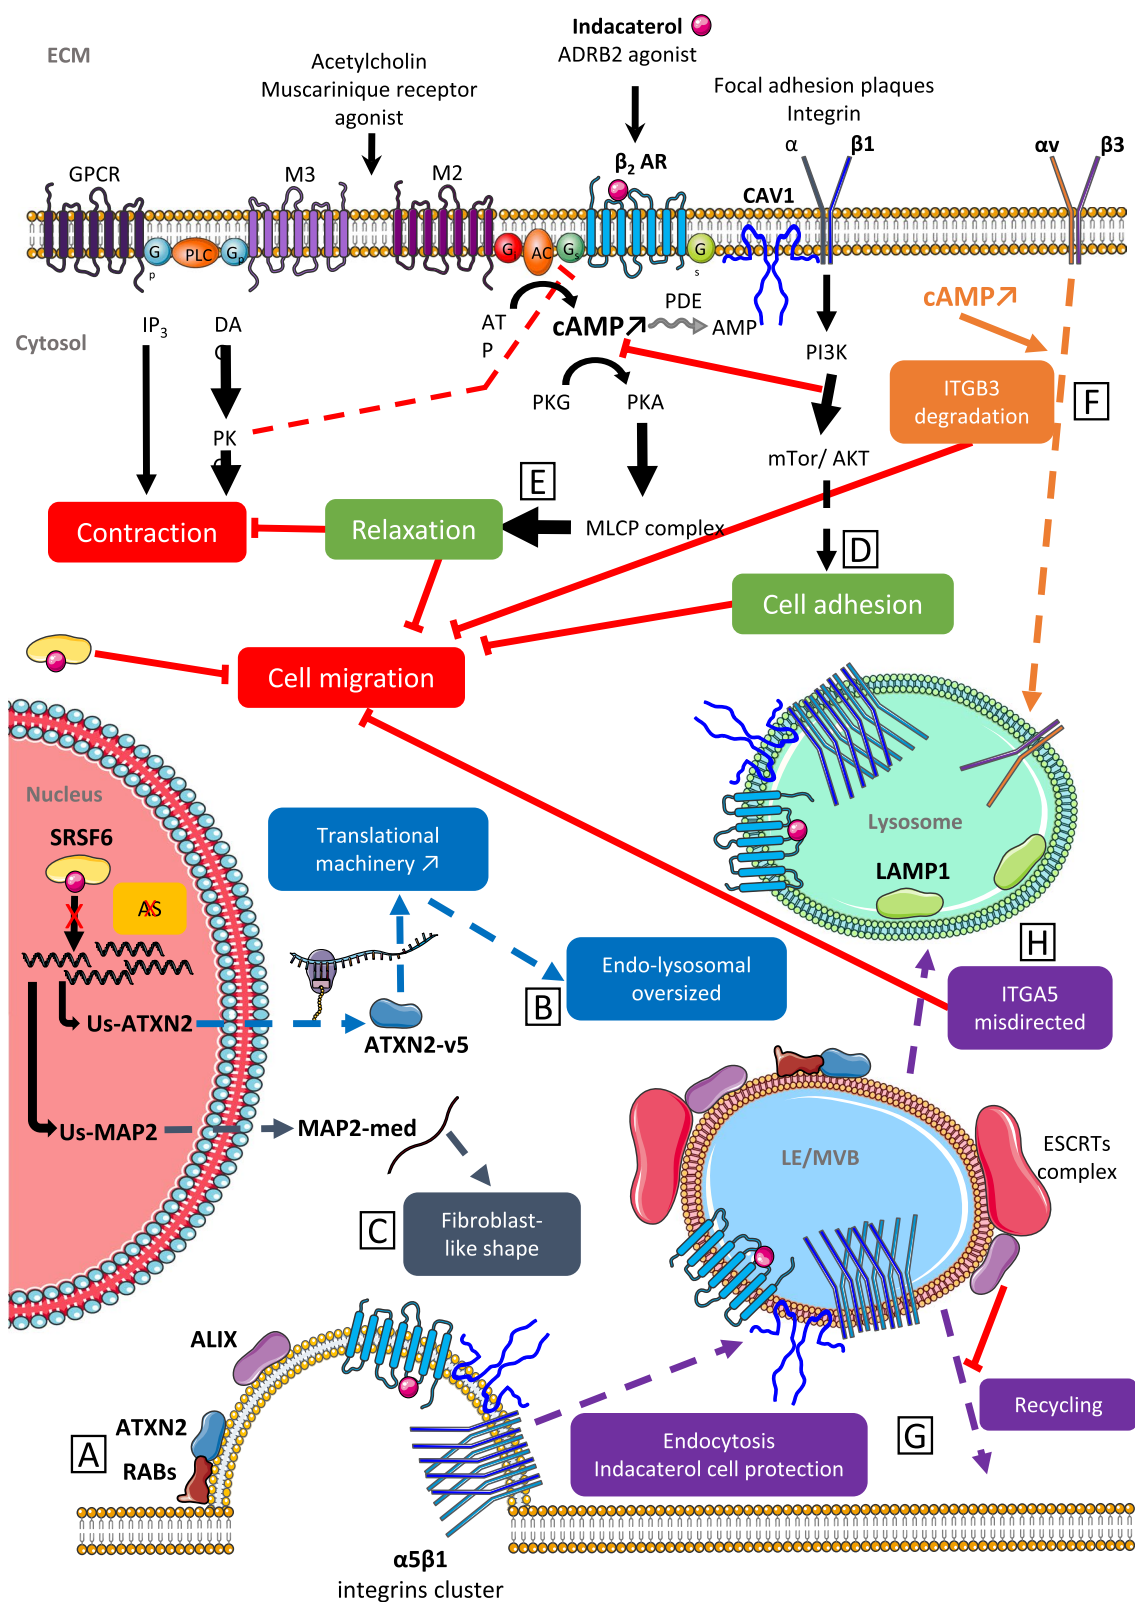 ECM
Indacaterol
ADRB2 agonist
Acetylcholin
Muscarinique receptor
agonist
Focal adhesion plaques
Integrin
α
β1
αv
β3
GPCR
M3
M2
β₂ AR
CAV1
G
p
PLC
Gₚ
Gᵢ
AC
Gₛ
G
s
IP₃
DA
G
Cytosol
AT
P
cAMP↗
PDE
AMP
cAMP↗
PI3K
ITGB3
degradation
F
PKG
PKA
PK
C
mTor/ AKT
E
Contraction
Relaxation
MLCP complex
D
Cell adhesion
Cell migration
Nucleus
SRSF6
AS
X
X
Translational
machinery ↗
Lysosome
LAMP1
H
Endo-lysosomal
oversized
B
ITGA5
misdirected
Us-ATXN2
ATXN2-v5
Us-MAP2
MAP2-med
LE/MVB
ESCRTs
complex
C
Fibroblast-
like shape
ALIX
ATXN2
RABs
A
Recycling
G
Endocytosis
Indacaterol cell protection
α5β1
integrins cluster